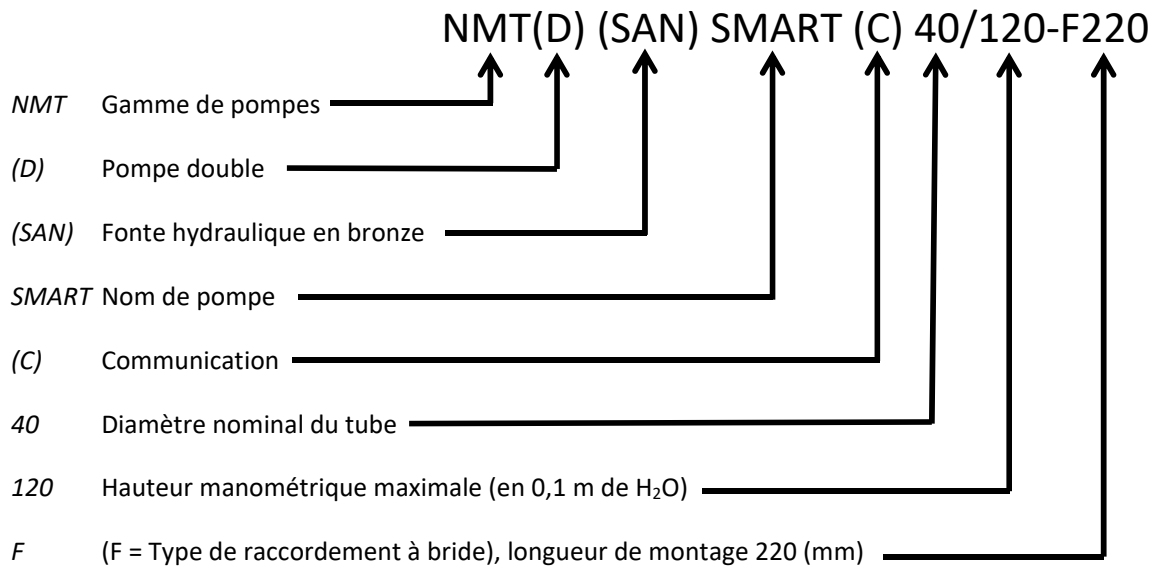 NMT(D) (SAN) SMART (C) 40/120-F220
NMT Gamme de pompes
(D) Pompe double
(SAN) Fonte hydraulique en bronze
SMART Nom de pompe
(C) Communication
40 Diamètre nominal du tube
120 Hauteur manométrique maximale (en 0,1 m de H₂O)
F (F = Type de raccordement à bride), longueur de montage 220 (mm)